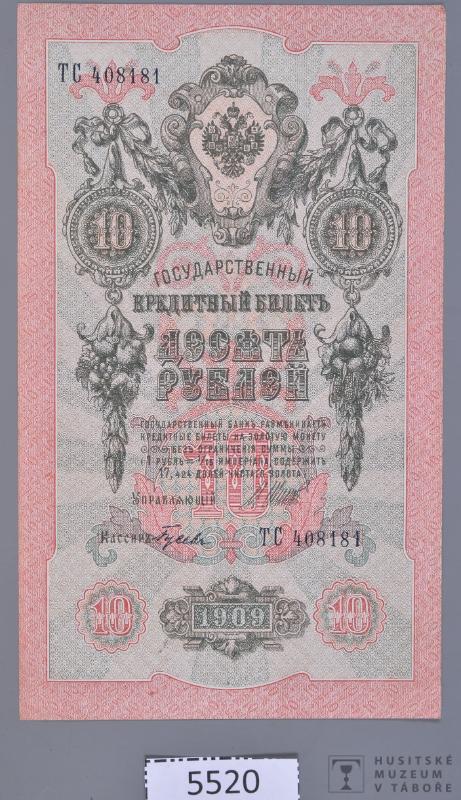 ТС 408181
10 10
ГОСУДАРСТВЕННЫЙ
КРЕДИТНЫЙ БИЛЕТЪ
ДЕСЯТЬ
РУБЛЕЙ
ГОСУДАРСТВЕННЫЙ БАНКЪ РАЗМѢНИВАЕТЪ
КРЕДИТНЫЕ БИЛЕТЫ НА ЗОЛОТУЮ МОНЕТУ
БЕЗЪ ОГРАНИЧЕНІЯ СУММЫ
(1 РУБЛЬ = 1/15 ИМПЕРІАЛА, СОДЕРЖИТЪ
17,424 ДОЛЕЙ ЧИСТАГО ЗОЛОТА)
10
Управляющій
Кассиръ
ТС 408181
10 1909 10
5520
HUSITSKÉ
MUZEUM
V TÁBOŘE